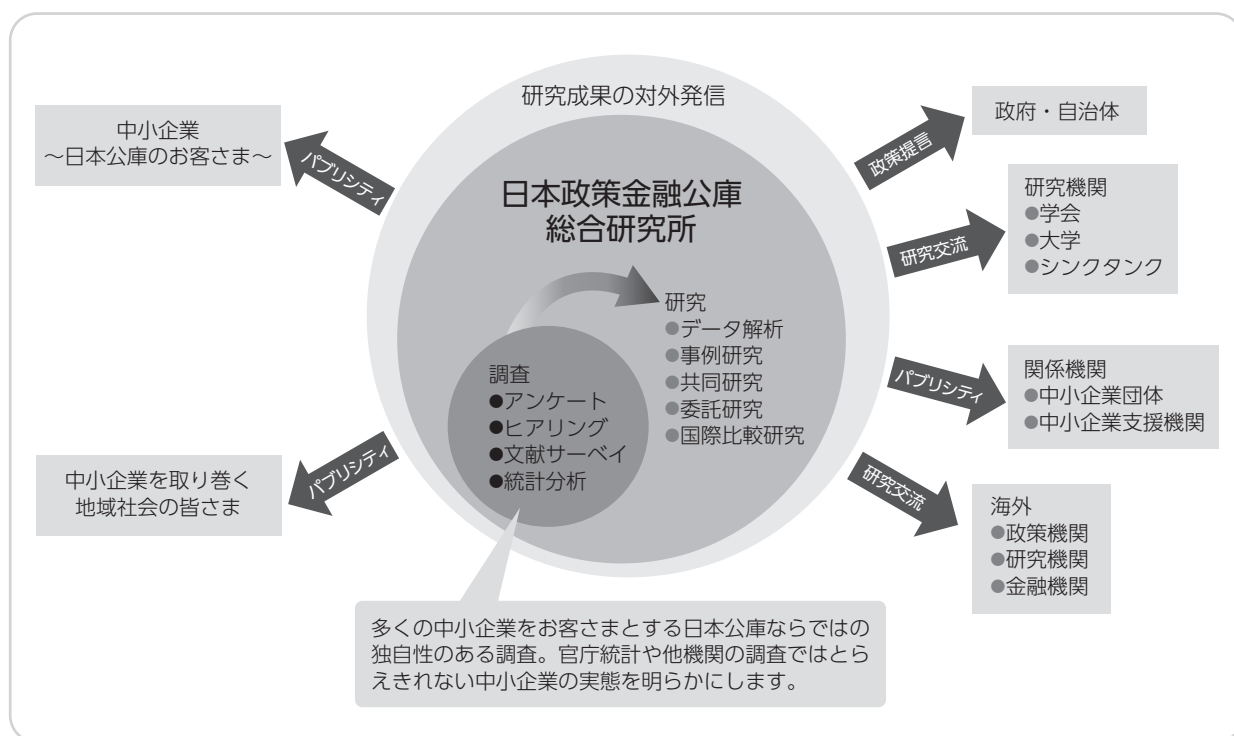 研究成果の対外発信
日本政策金融公庫
総合研究所
調査
●アンケート
●ヒアリング
●文献サーベイ
●統計分析
研究
●データ解析
●事例研究
●共同研究
●委託研究
●国際比較研究
多くの中小企業をお客さまとする日本公庫ならではの
独自性のある調査。官庁統計や他機関の調査ではとら
えきれない中小企業の実態を明らかにします。
パブリシティ
中小企業
～日本公庫のお客さま～
パブリシティ
中小企業を取り巻く
地域社会の皆さま
政策提言
政府・自治体
研究交流
研究機関
●学会
●大学
●シンクタンク
パブリシティ
関係機関
●中小企業団体
●中小企業支援機関
研究交流
海外
●政策機関
●研究機関
●金融機関